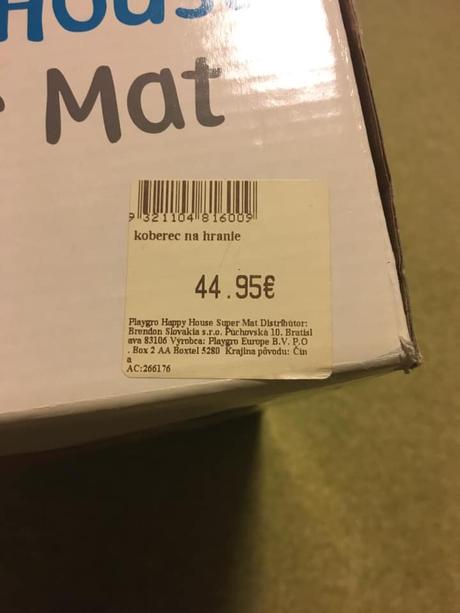 House
Mat
9 321104 816009
koberec na hranie
44.95€
Playgro Happy House Super Mat Distribútor:
Brendon Slovakia s.r.o. Púchovská 10. Bratisl
ava 83106 Výrobca: Playgro Europe B.V. P.O
. Box 2 AA Boxtel 5280 Krajina pôvodu: Čín
a
AC:266176